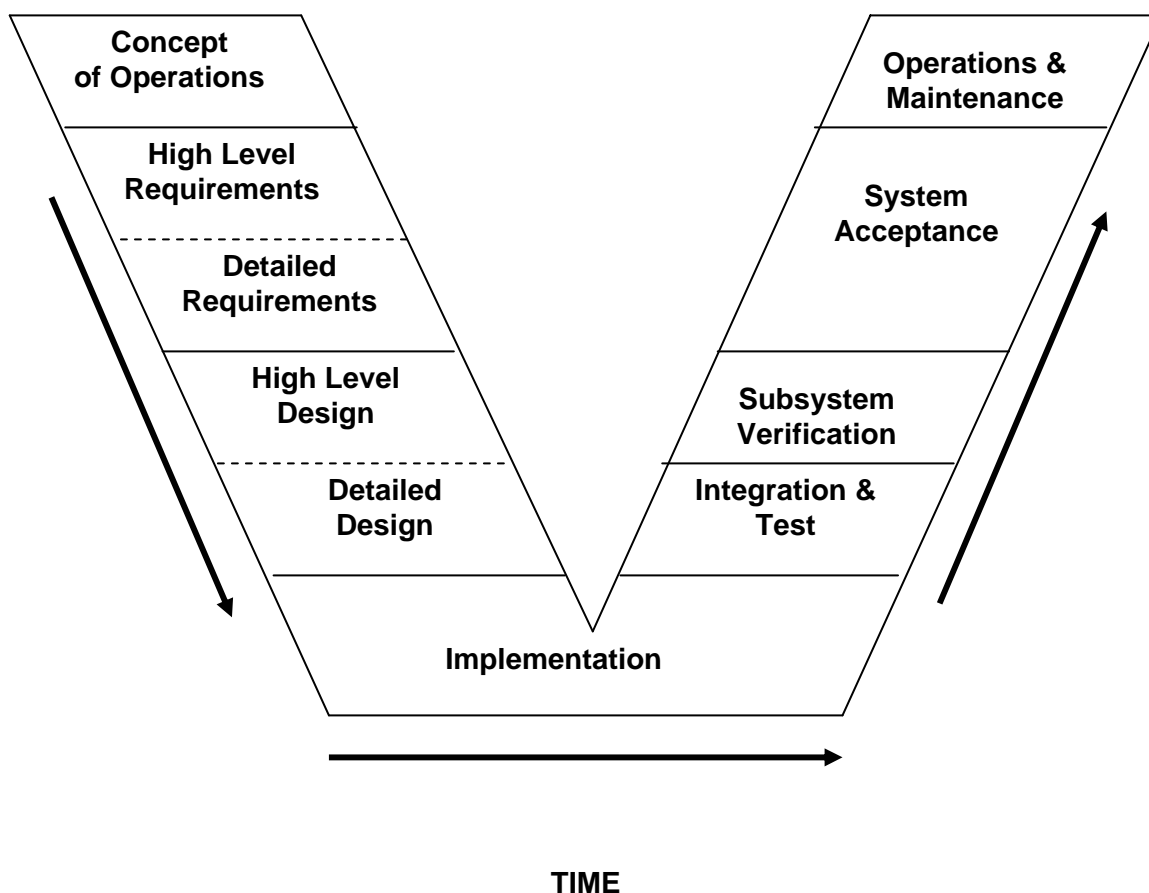 Concept
of Operations
High Level
Requirements
Detailed
Requirements
High Level
Design
Detailed
Design
Implementation
Integration &
Test
Subsystem
Verification
System
Acceptance
Operations &
Maintenance
TIME